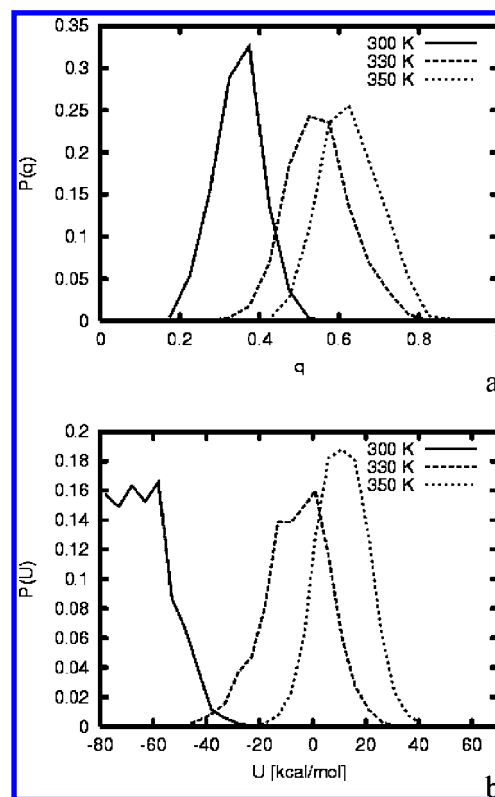 0.35
0.3
0.25
0.2
0.15
0.1
0.05
0
P(q)
300 K
330 K
350 K
0 0.2 0.4 0.6 0.8
q
a
0.2
0.18
0.16
0.14
0.12
0.1
0.08
0.06
0.04
0.02
0
P(U)
300 K
330 K
350 K
-80 -60 -40 -20 0 20 40 60
U [kcal/mol]
b